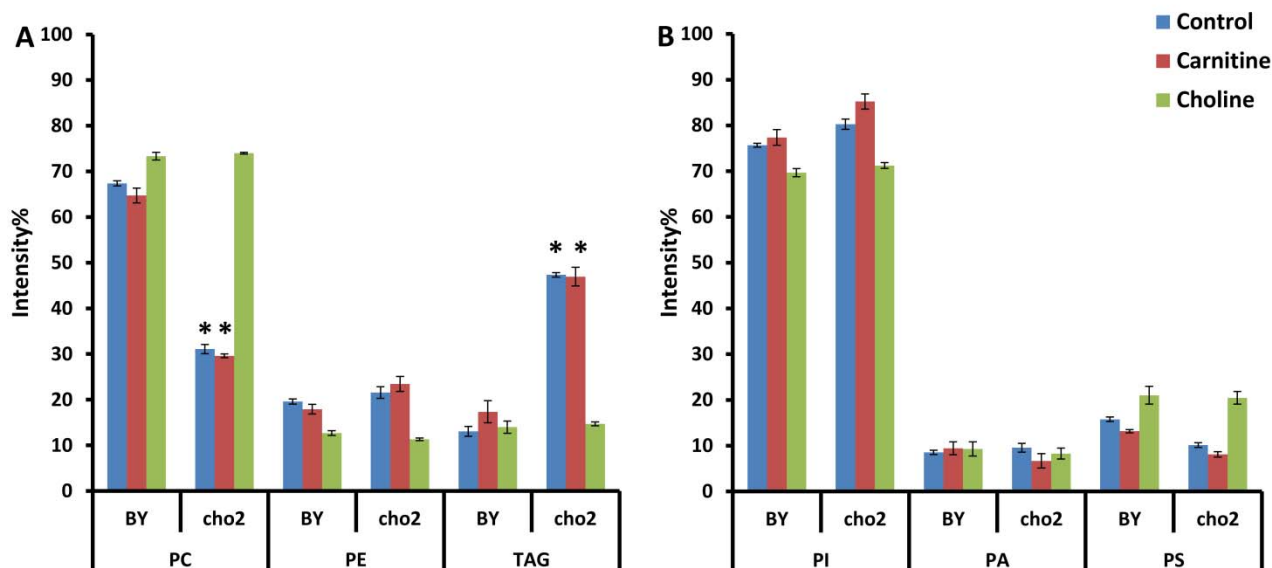 A
Intensity%
100
90
80
70
60
50
40
30
20
10
0
* *
* *
BY cho2 BY cho2 BY cho2
PC PE TAG
B
Intensity%
100
90
80
70
60
50
40
30
20
10
0
BY cho2 BY cho2 BY cho2
PI PA PS
Control
Carnitine
Choline